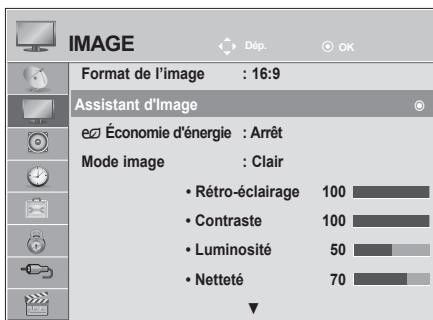 IMAGE Dép. OK
Format de l’image : 16:9
Assistant d'Image
Économie d'énergie : Arrêt
Mode image : Clair
• Rétro-éclairage 100
• Contraste 100
• Luminosité 50
• Netteté 70